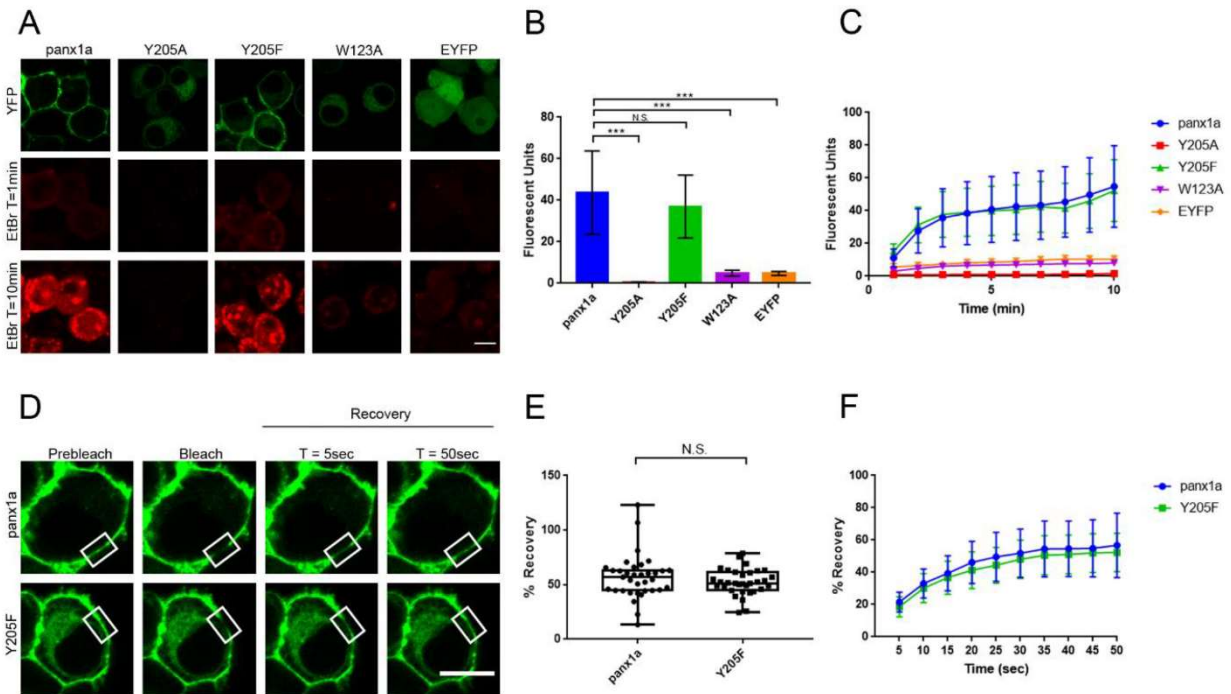 A
panx1a Y205A Y205F W123A EYFP
YFP
EtBr T=1min
EtBr T=10min
B
***
***
N.S.
***
Fluorescent Units
80
60
40
20
0
panx1a Y205A Y205F W123A EYFP
C
Fluorescent Units
100
80
60
40
20
0
5 10
Time (min)
panx1a
Y205A
Y205F
W123A
EYFP
D
Recovery
Prebleach Bleach T = 5sec T = 50sec
panx1a
Y205F
E
N.S.
% Recovery
150
100
50
0
panx1a Y205F
F
% Recovery
100
80
60
40
20
0
5 10 15 20 25 30 35 40 45 50
Time (sec)
panx1a
Y205F